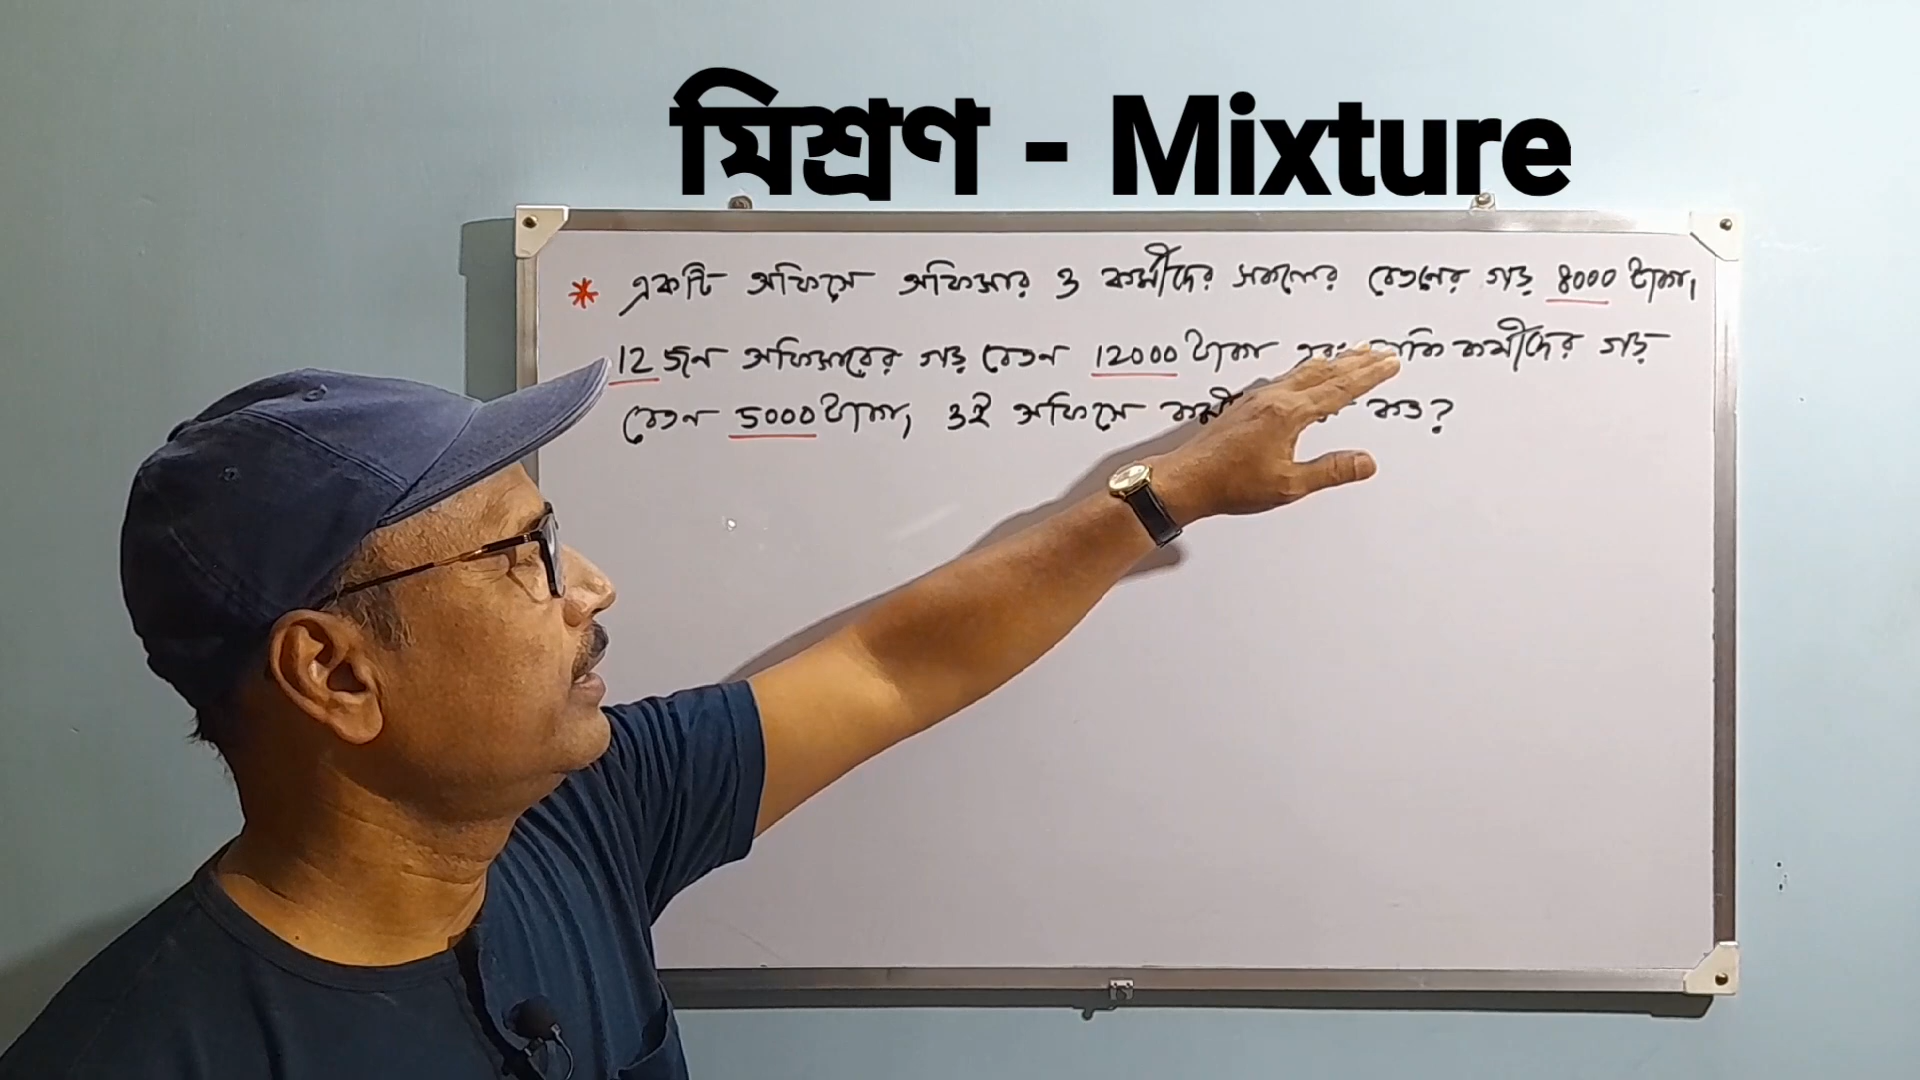 মিশ্রণ - Mixture
* একটি অফিসে অফিসার ও কর্মীদের সকলের বেতনের গড় 8000 টাকা,
12 জন অফিসারের গড় বেতন 12000 টাকা এবং বাকি কর্মীদের গড়
বেতন 5000 টাকা, ওই অফিসে কত?